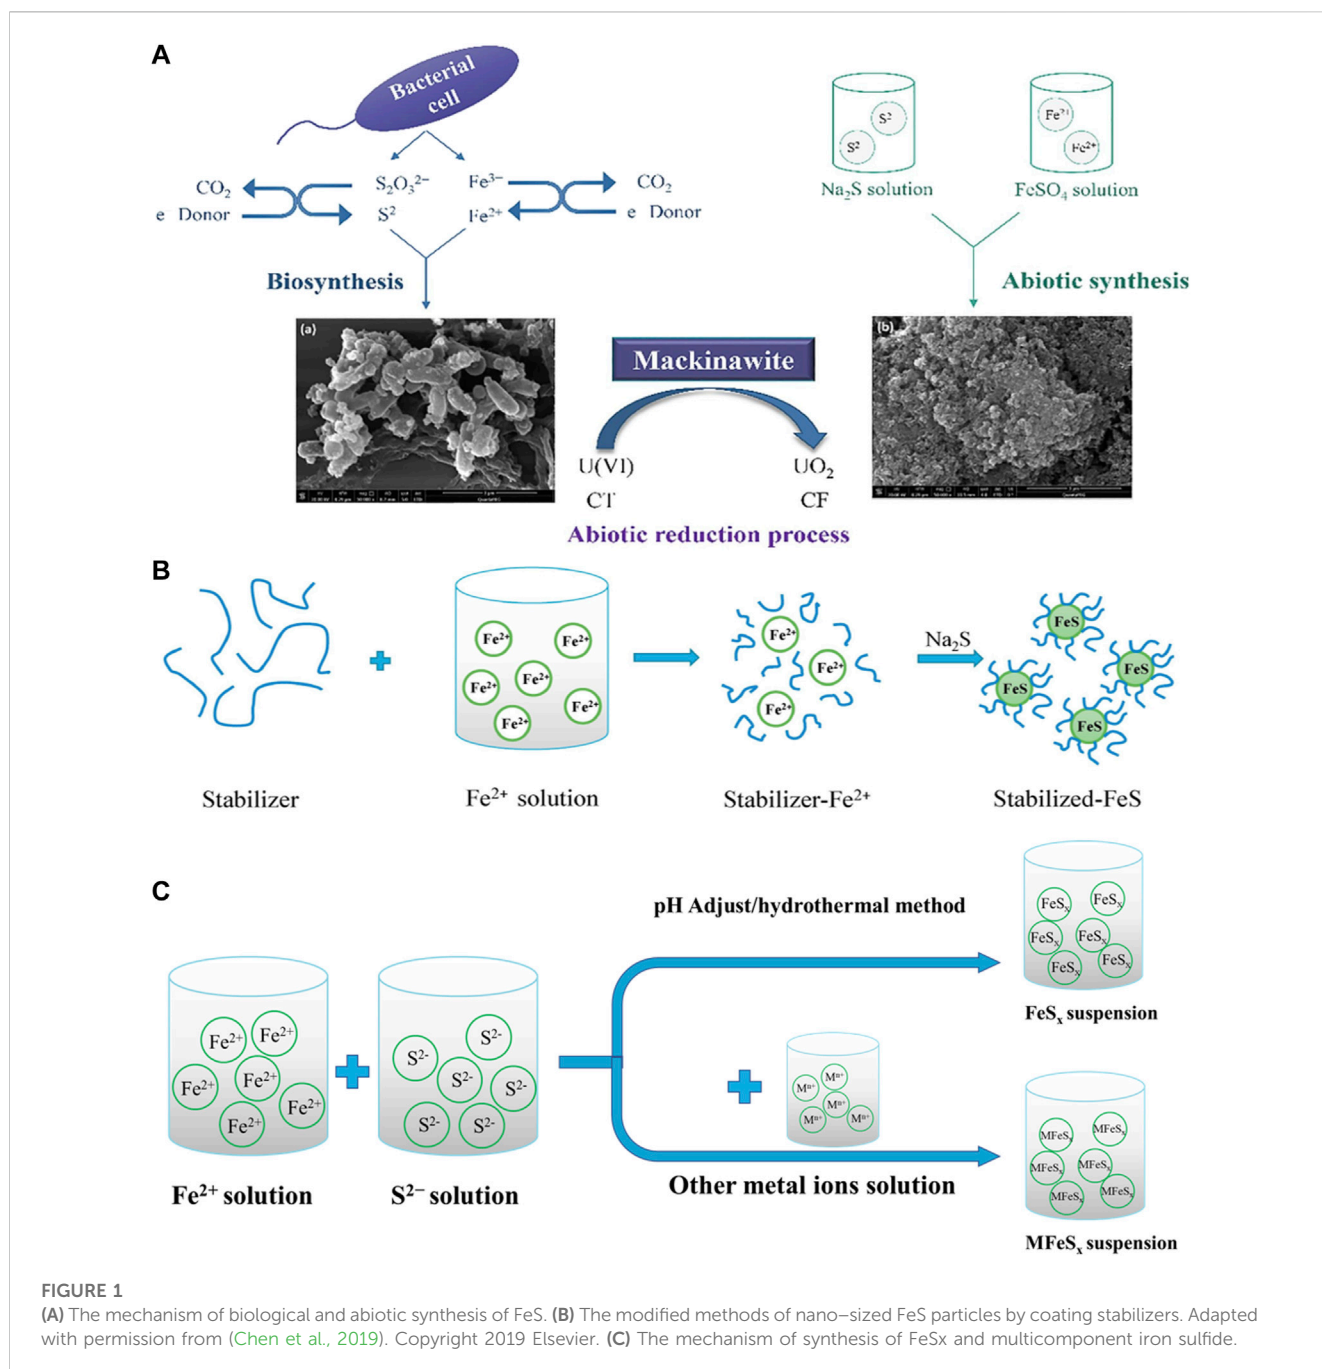 A
Bacterial
cell
CO₂
e Donor
S₂O₃²⁻
S²
Fe³⁻
Fe²⁺
CO₂
e Donor
Biosynthesis
S²
S²
Na₂S solution
Fe²⁺
FeSO₄ solution
Abiotic synthesis
(a)
(b)
Mackinawite
U(VI)
CT
UO₂
CF
Abiotic reduction process
B
Fe²⁺
Fe²⁺
Fe²⁺
Fe²⁺
Fe²⁺
Fe²⁺
Fe²⁺
Fe²⁺
Fe²⁺
Na₂S
FeS
FeS
FeS
FeS
Stabilizer
Fe²⁺ solution
Stabilizer-Fe²⁺
Stabilized-FeS
C
Fe²⁺
Fe²⁺
Fe²⁺
Fe²⁺
Fe²⁺
Fe²⁺
Fe²⁺ solution
S²⁻
S²⁻
S²⁻
S²⁻
S²⁻
S²⁻
S²⁻ solution
pH Adjust/hydrothermal method
FeSₓ
FeSₓ
FeSₓ
FeSₓ
FeSₓ
FeSₓ
FeSₓ suspension
Mⁿ⁺
Mⁿ⁺
Mⁿ⁺
Mⁿ⁺
Mⁿ⁺
Other metal ions solution
MFeSₓ
MFeSₓ
MFeSₓ
MFeSₓ
MFeSₓ
MFeSₓ
MFeSₓ suspension
FIGURE 1
(A) The mechanism of biological and abiotic synthesis of FeS. (B) The modified methods of nano–sized FeS particles by coating stabilizers. Adapted
with permission from (Chen et al., 2019). Copyright 2019 Elsevier. (C) The mechanism of synthesis of FeSx and multicomponent iron sulfide.